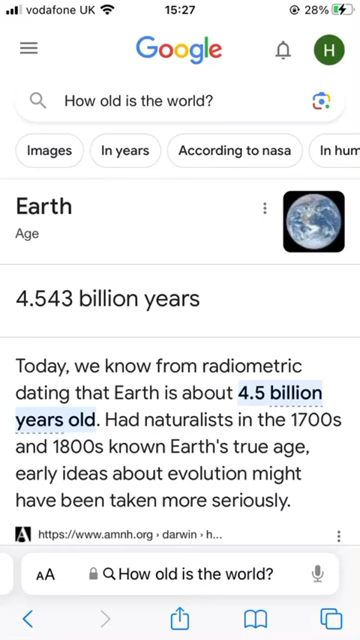 vodafone UK 15:27 28%
Google
H
How old is the world?
Images In years According to nasa In hum
Earth
Age
4.543 billion years
Today, we know from radiometric
dating that Earth is about 4.5 billion
years old. Had naturalists in the 1700s
and 1800s known Earth's true age,
early ideas about evolution might
have been taken more seriously.
https://www.amnh.org › darwin › h...
AA How old is the world?